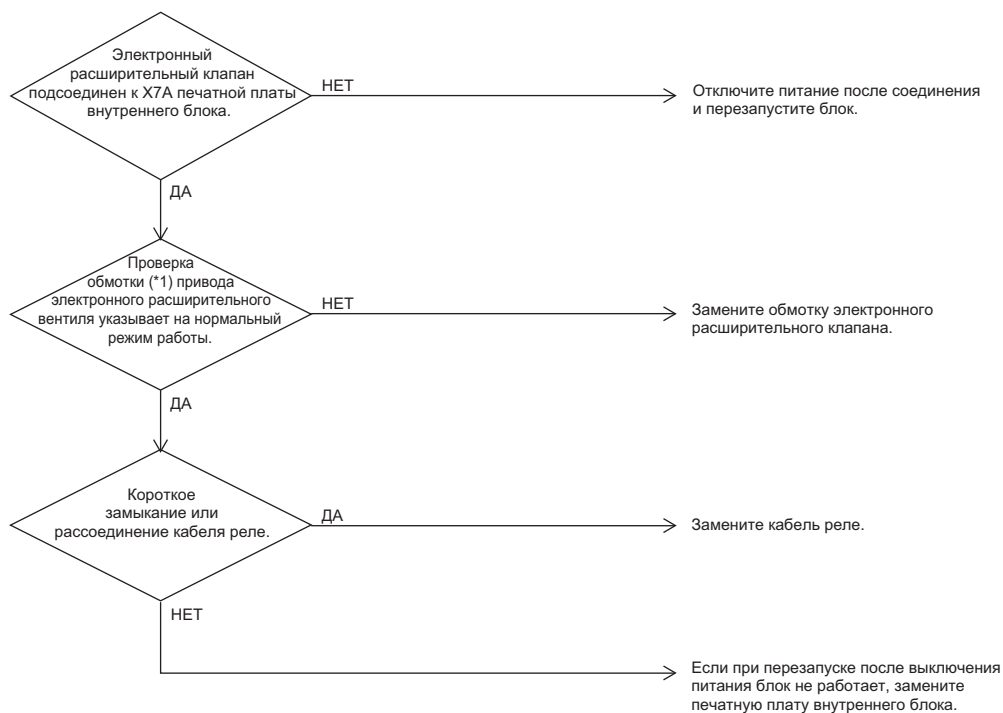 Электронный
расширительный клапан
подсоединен к X7A печатной платы
внутреннего блока.
НЕТ
Отключите питание после соединения
и перезапустите блок.
ДА
Проверка
обмотки (*1) привода
электронного расширительного
вентиля указывает на нормальный
режим работы.
НЕТ
Замените обмотку электронного
расширительного клапана.
ДА
Короткое
замыкание или
рассоединение кабеля реле.
ДА
Замените кабель реле.
НЕТ
Если при перезапуске после выключения
питания блок не работает, замените
печатную плату внутреннего блока.